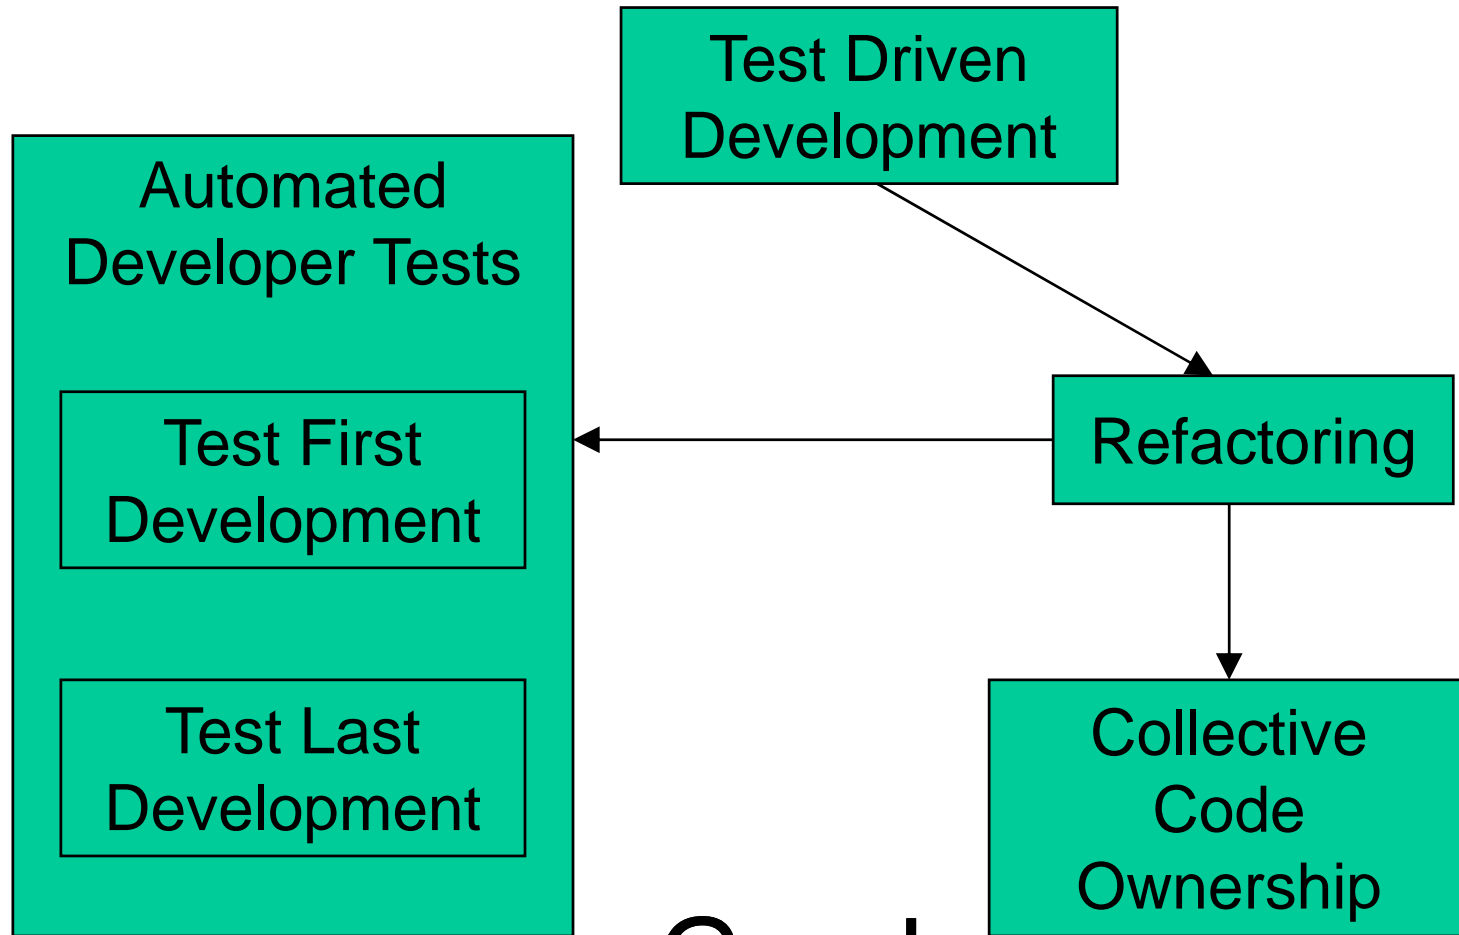 Test Driven
Development
Automated
Developer Tests
Test First
Development
Refactoring
Test Last
Development
Collective
Code
Ownership